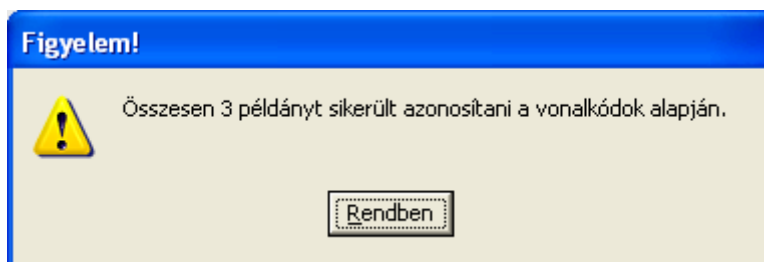 Figyelem!
Összesen 3 példányt sikerült azonosítani a vonalkódok alapján.
Rendben